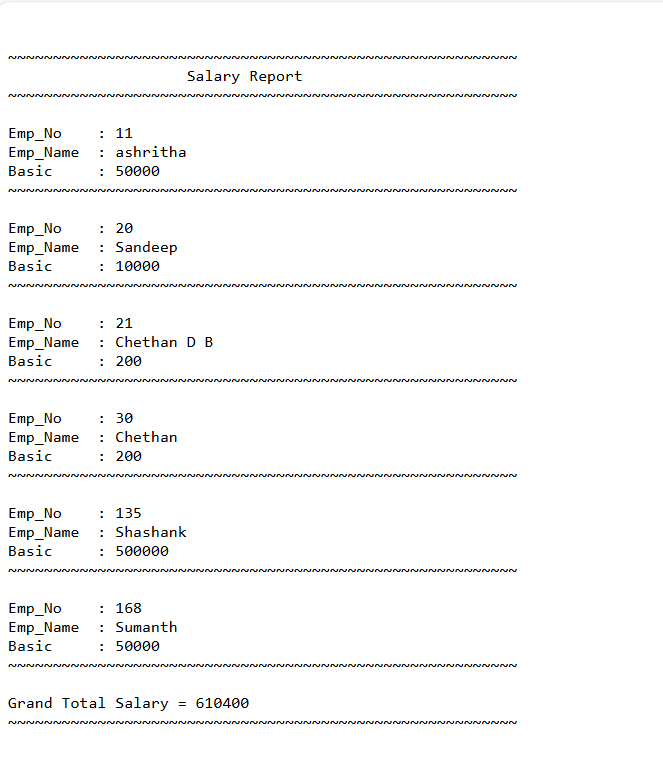 ~~~~~~~~~~~~~~~~~~~~~~~~~~~~~~~~~~~~~~~~~~~~~~~~~~~~~~~~~
                    Salary Report
~~~~~~~~~~~~~~~~~~~~~~~~~~~~~~~~~~~~~~~~~~~~~~~~~~~~~~~~~
Emp_No    : 11
Emp_Name  : ashritha
Basic     : 50000
~~~~~~~~~~~~~~~~~~~~~~~~~~~~~~~~~~~~~~~~~~~~~~~~~~~~~~~~~
Emp_No    : 20
Emp_Name  : Sandeep
Basic     : 10000
~~~~~~~~~~~~~~~~~~~~~~~~~~~~~~~~~~~~~~~~~~~~~~~~~~~~~~~~~
Emp_No    : 21
Emp_Name  : Chethan D B
Basic     : 200
~~~~~~~~~~~~~~~~~~~~~~~~~~~~~~~~~~~~~~~~~~~~~~~~~~~~~~~~~
Emp_No    : 30
Emp_Name  : Chethan
Basic     : 200
~~~~~~~~~~~~~~~~~~~~~~~~~~~~~~~~~~~~~~~~~~~~~~~~~~~~~~~~~
Emp_No    : 135
Emp_Name  : Shashank
Basic     : 500000
~~~~~~~~~~~~~~~~~~~~~~~~~~~~~~~~~~~~~~~~~~~~~~~~~~~~~~~~~
Emp_No    : 168
Emp_Name  : Sumanth
Basic     : 50000
~~~~~~~~~~~~~~~~~~~~~~~~~~~~~~~~~~~~~~~~~~~~~~~~~~~~~~~~~
Grand Total Salary = 610400
~~~~~~~~~~~~~~~~~~~~~~~~~~~~~~~~~~~~~~~~~~~~~~~~~~~~~~~~~